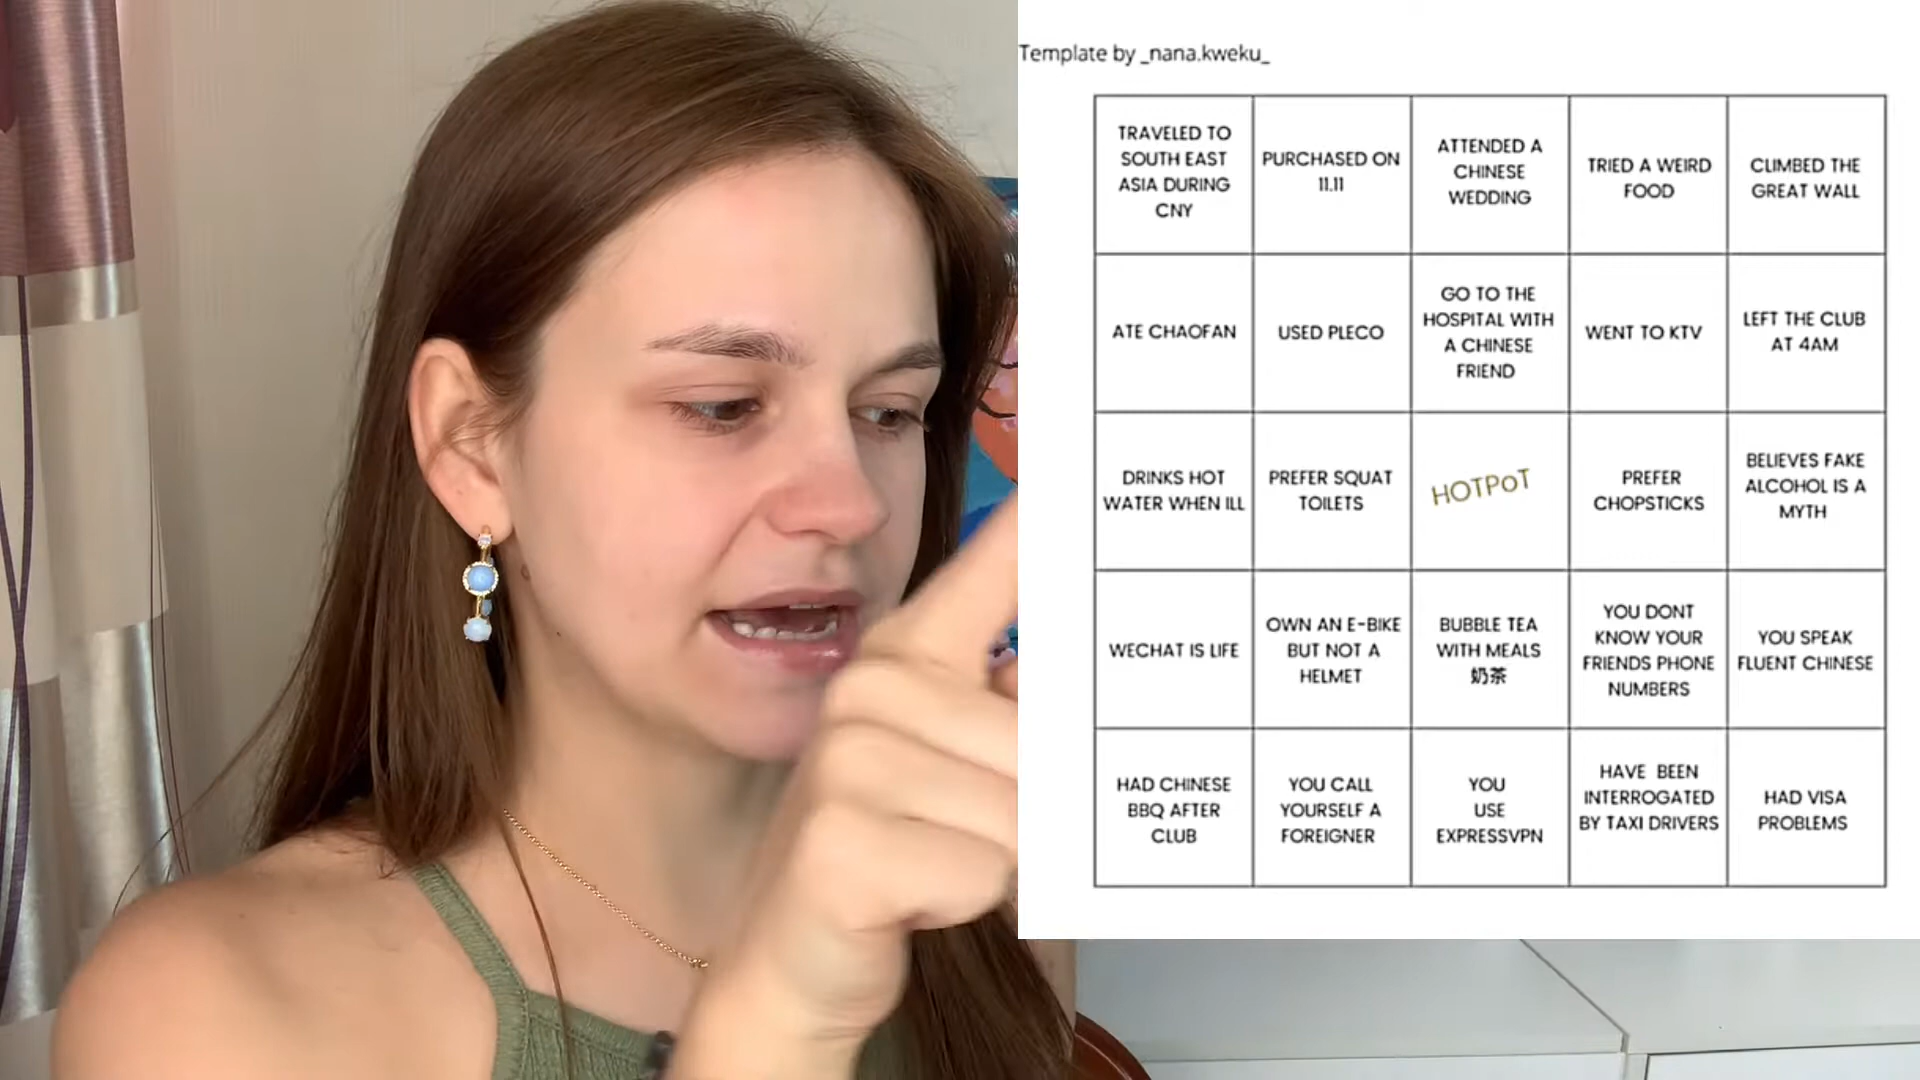 Template by _nana.kweku_
TRAVELED TO
SOUTH EAST
ASIA DURING
CNY
PURCHASED ON
11.11
ATTENDED A
CHINESE
WEDDING
TRIED A WEIRD
FOOD
CLIMBED THE
GREAT WALL
ATE CHAOFAN
USED PLECO
GO TO THE
HOSPITAL WITH
A CHINESE
FRIEND
WENT TO KTV
LEFT THE CLUB
AT 4AM
DRINKS HOT
WATER WHEN ILL
PREFER SQUAT
TOILETS
HOTPoT
PREFER
CHOPSTICKS
BELIEVES FAKE
ALCOHOL IS A
MYTH
WECHAT IS LIFE
OWN AN E-BIKE
BUT NOT A
HELMET
BUBBLE TEA
WITH MEALS
奶茶
YOU DONT
KNOW YOUR
FRIENDS PHONE
NUMBERS
YOU SPEAK
FLUENT CHINESE
HAD CHINESE
BBQ AFTER
CLUB
YOU CALL
YOURSELF A
FOREIGNER
YOU
USE
EXPRESSVPN
HAVE BEEN
INTERROGATED
BY TAXI DRIVERS
HAD VISA
PROBLEMS